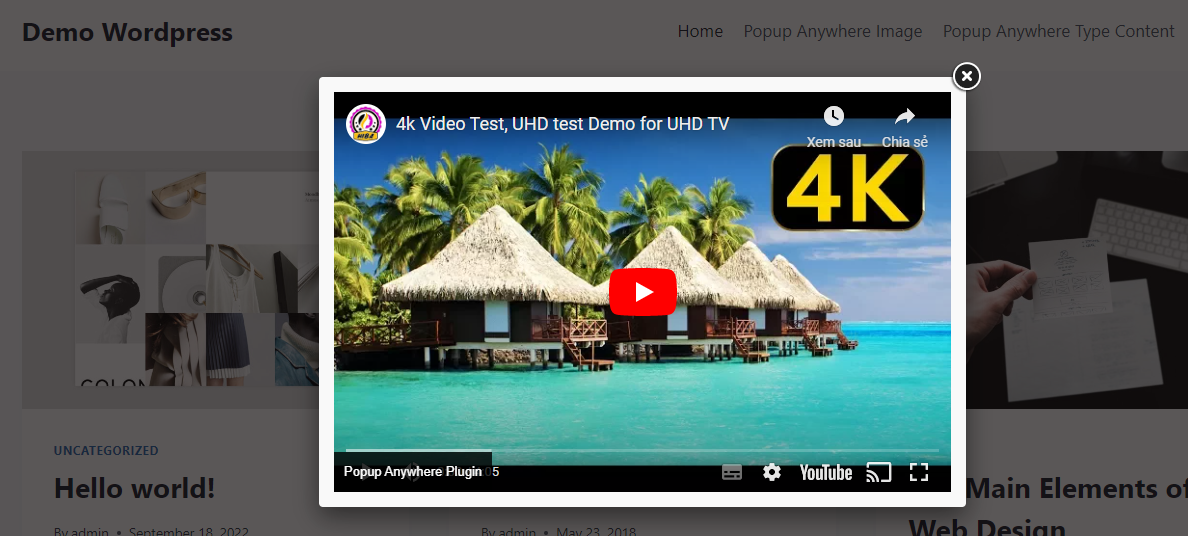 Demo Wordpress
Home
Popup Anywhere Image
Popup Anywhere Type Content
4k Video Test, UHD test Demo for UHD TV
Xem sau
Chia sẻ
4K
COLON
Popup Anywhere Plugin
YouTube
UNCATEGORIZED
Hello world!
By admin • September 18, 2022
By admin • May 23, 2018
Main Elements of
Web Design